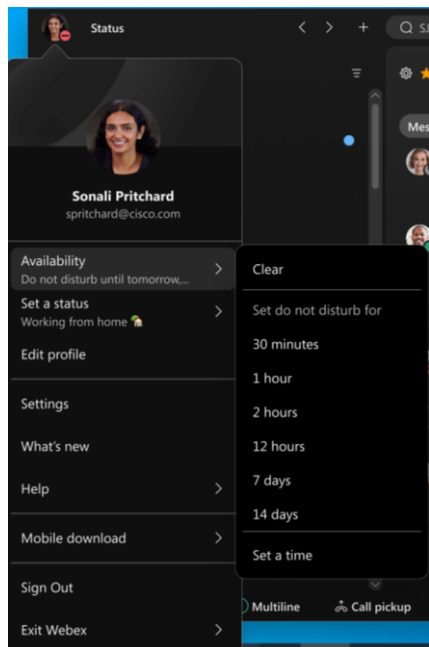 Status
SJ
Sonali Pritchard
spritchard@cisco.com
Availability
Do not disturb until tomorrow,...
Set a status
Working from home
Edit profile
Settings
What's new
Help
Mobile download
Sign Out
Exit Webex
Clear
Set do not disturb for
30 minutes
1 hour
2 hours
12 hours
7 days
14 days
Set a time
Mes
Multiline
Call pickup